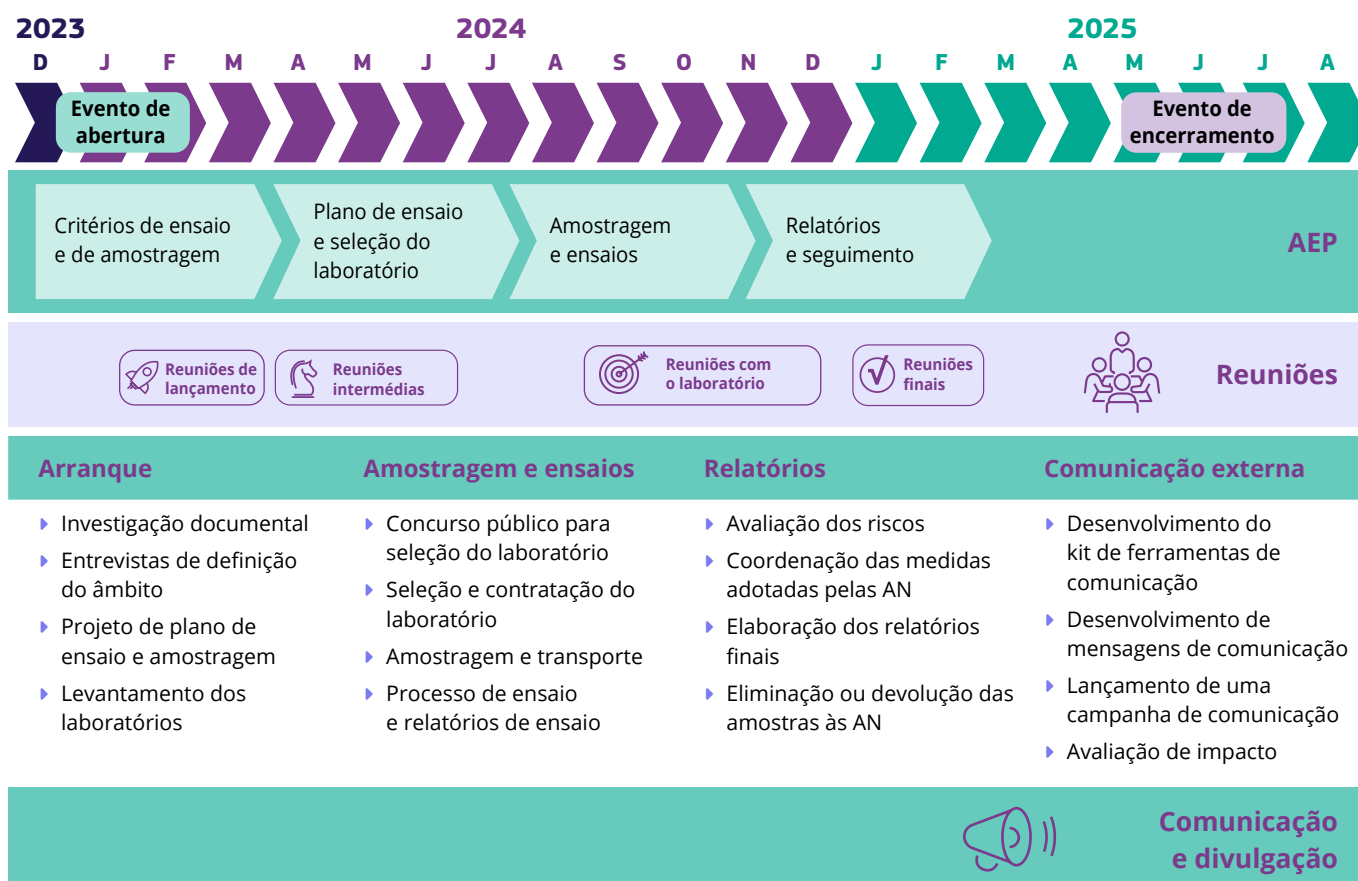 2023
2024
2025
D J F M A M J J A S O N D J F M A M J J A
Evento de
abertura
Evento de
encerramento
Critérios de ensaio
e de amostragem
Plano de ensaio
e seleção do
laboratório
Amostragem
e ensaios
Relatórios
e seguimento
AEP
Reuniões de
lançamento
Reuniões
intermédias
Reuniões com
o laboratório
Reuniões
finais
Reuniões
Arranque
Investigação documental
Entrevistas de definição
do âmbito
Projeto de plano de
ensaio e amostragem
Levantamento dos
laboratórios
Amostragem e ensaios
Concurso público para
seleção do laboratório
Seleção e contratação do
laboratório
Amostragem e transporte
Processo de ensaio
e relatórios de ensaio
Relatórios
Avaliação dos riscos
Coordenação das medidas
adotadas pelas AN
Elaboração dos relatórios
finais
Eliminação ou devolução das
amostras às AN
Comunicação externa
Desenvolvimento do
kit de ferramentas de
comunicação
Desenvolvimento de
mensagens de comunicação
Lançamento de uma
campanha de comunicação
Avaliação de impacto
Comunicação
e divulgação